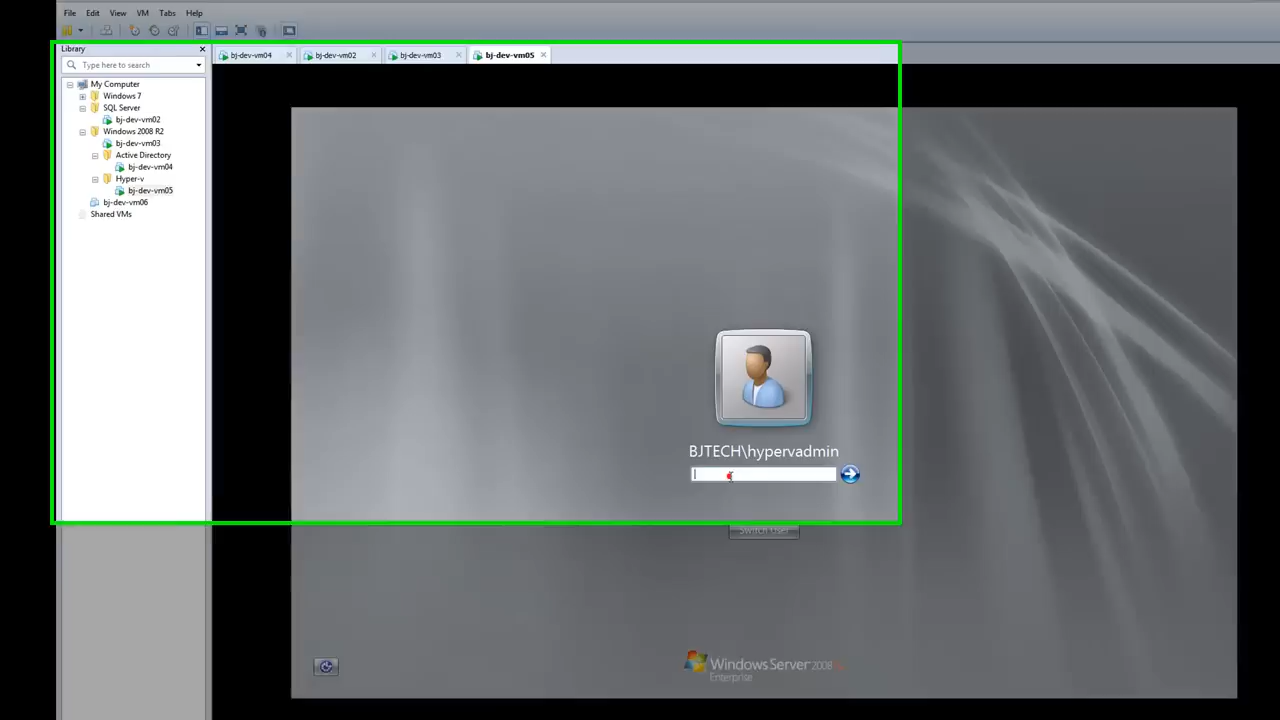 File Edit View VM Tabs Help
Library
bj-dev-vm04 bj-dev-vm02 bj-dev-vm03 bj-dev-vm05
Type here to search
My Computer
Windows 7
SQL Server
bj-dev-vm02
Windows 2008 R2
bj-dev-vm03
Active Directory
bj-dev-vm04
Hyper-v
bj-dev-vm05
bj-dev-vm06
Shared VMs
BJTECH\hypervadmin
Switch User
Windows Server 2008 R2
Enterprise